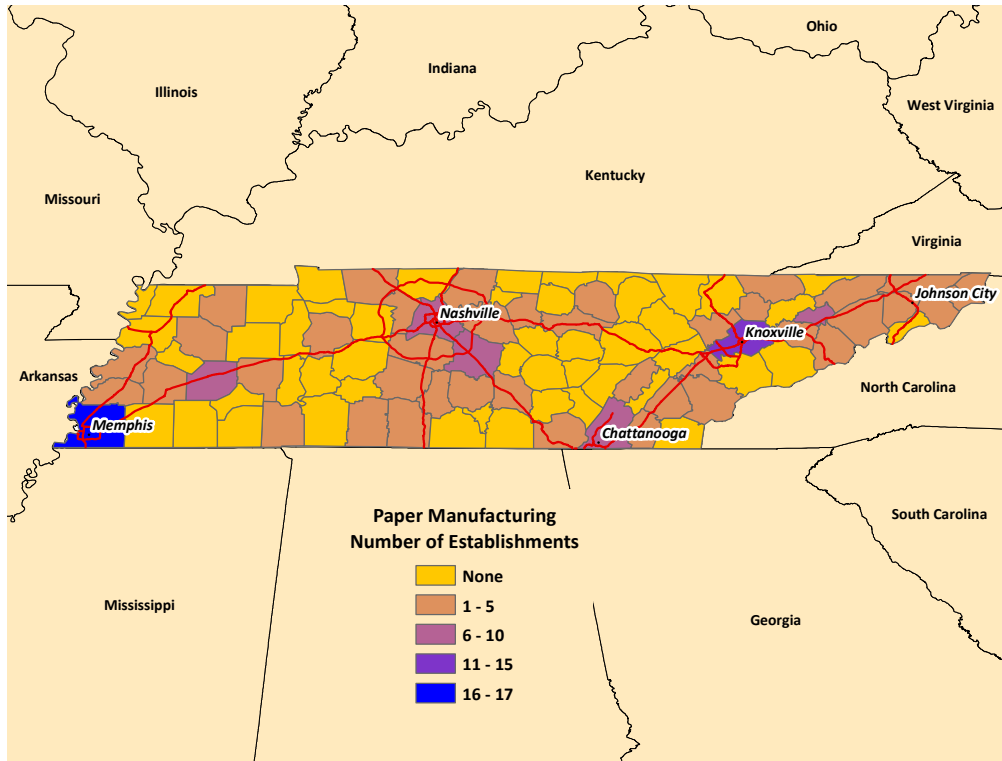 Ohio
Indiana
Illinois
West Virginia
Kentucky
Missouri
Virginia
Johnson City
Nashville
Knoxville
Arkansas
North Carolina
Memphis
Chattanooga
South Carolina
Paper Manufacturing
Number of Establishments
None
1 - 5
6 - 10
11 - 15
16 - 17
Mississippi
Georgia